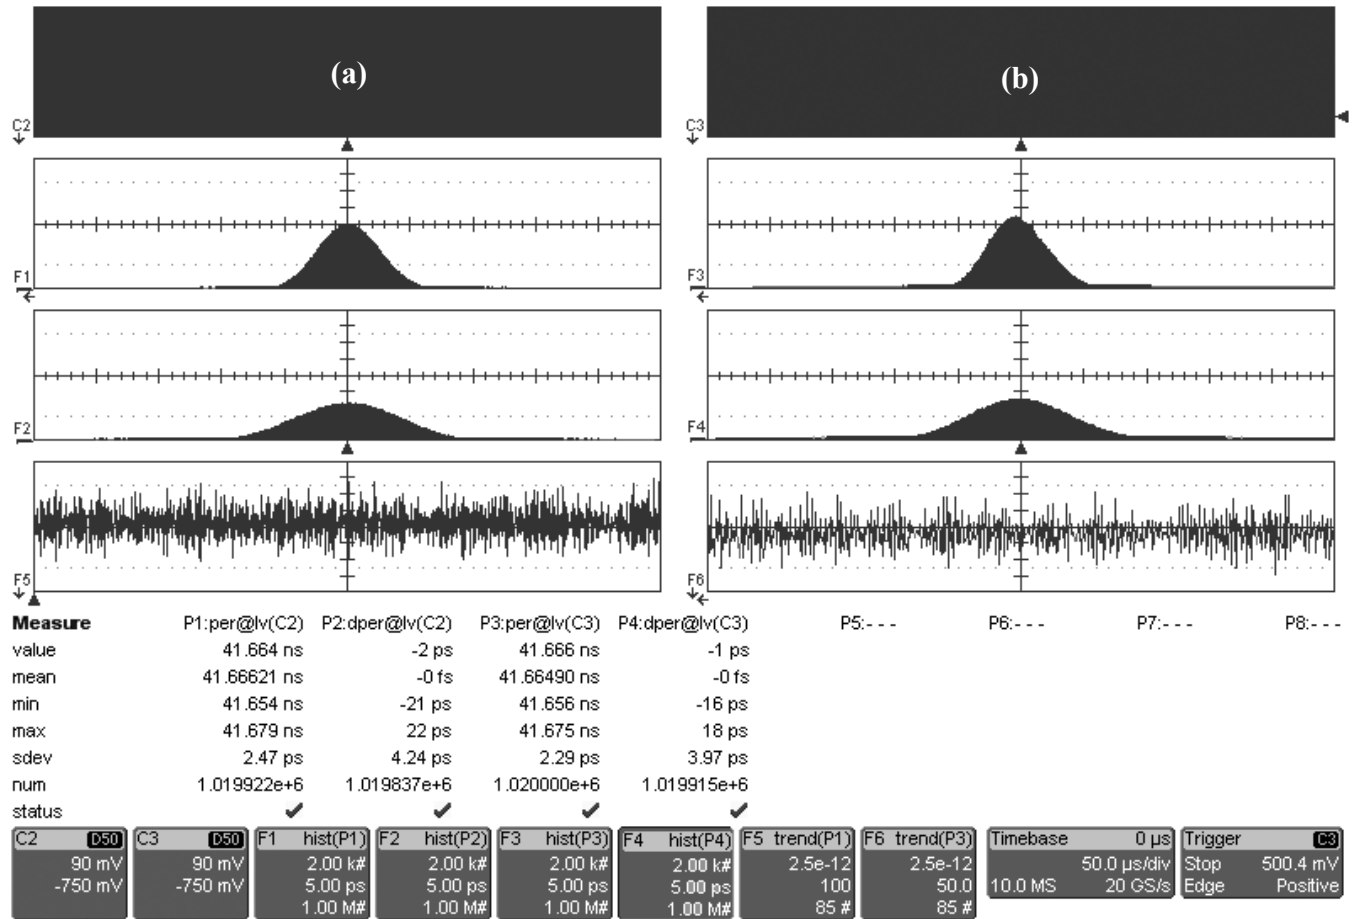 (a)
(b)
C2
C3
F1
F3
F2
F4
F5
F6
Measure P1:per@lv(C2) P2:dper@lv(C2) P3:per@lv(C3) P4:dper@lv(C3) P5:- - - P6:- - - P7:- - - P8:- - -
value 41.664 ns -2 ps 41.666 ns -1 ps
mean 41.66621 ns -0 fs 41.66490 ns -0 fs
min 41.654 ns -21 ps 41.656 ns -16 ps
max 41.679 ns 22 ps 41.675 ns 18 ps
sdev 2.47 ps 4.24 ps 2.29 ps 3.97 ps
num 1.019922e+6 1.019837e+6 1.020000e+6 1.019915e+6
status ✓ ✓ ✓ ✓
C2 D50 C3 D50 F1 hist(P1) F2 hist(P2) F3 hist(P3) F4 hist(P4) F5 trend(P1) F6 trend(P3) Timebase 0 µs Trigger C3
90 mV 90 mV 2.00 k# 2.00 k# 2.00 k# 2.00 k# 2.5e-12 2.5e-12 50.0 µs/div Stop 500.4 mV
-750 mV -750 mV 5.00 ps 5.00 ps 5.00 ps 5.00 ps 100 50.0 10.0 MS 20 GS/s Edge Positive
1.00 M# 1.00 M# 1.00 M# 1.00 M# 85 # 85 #